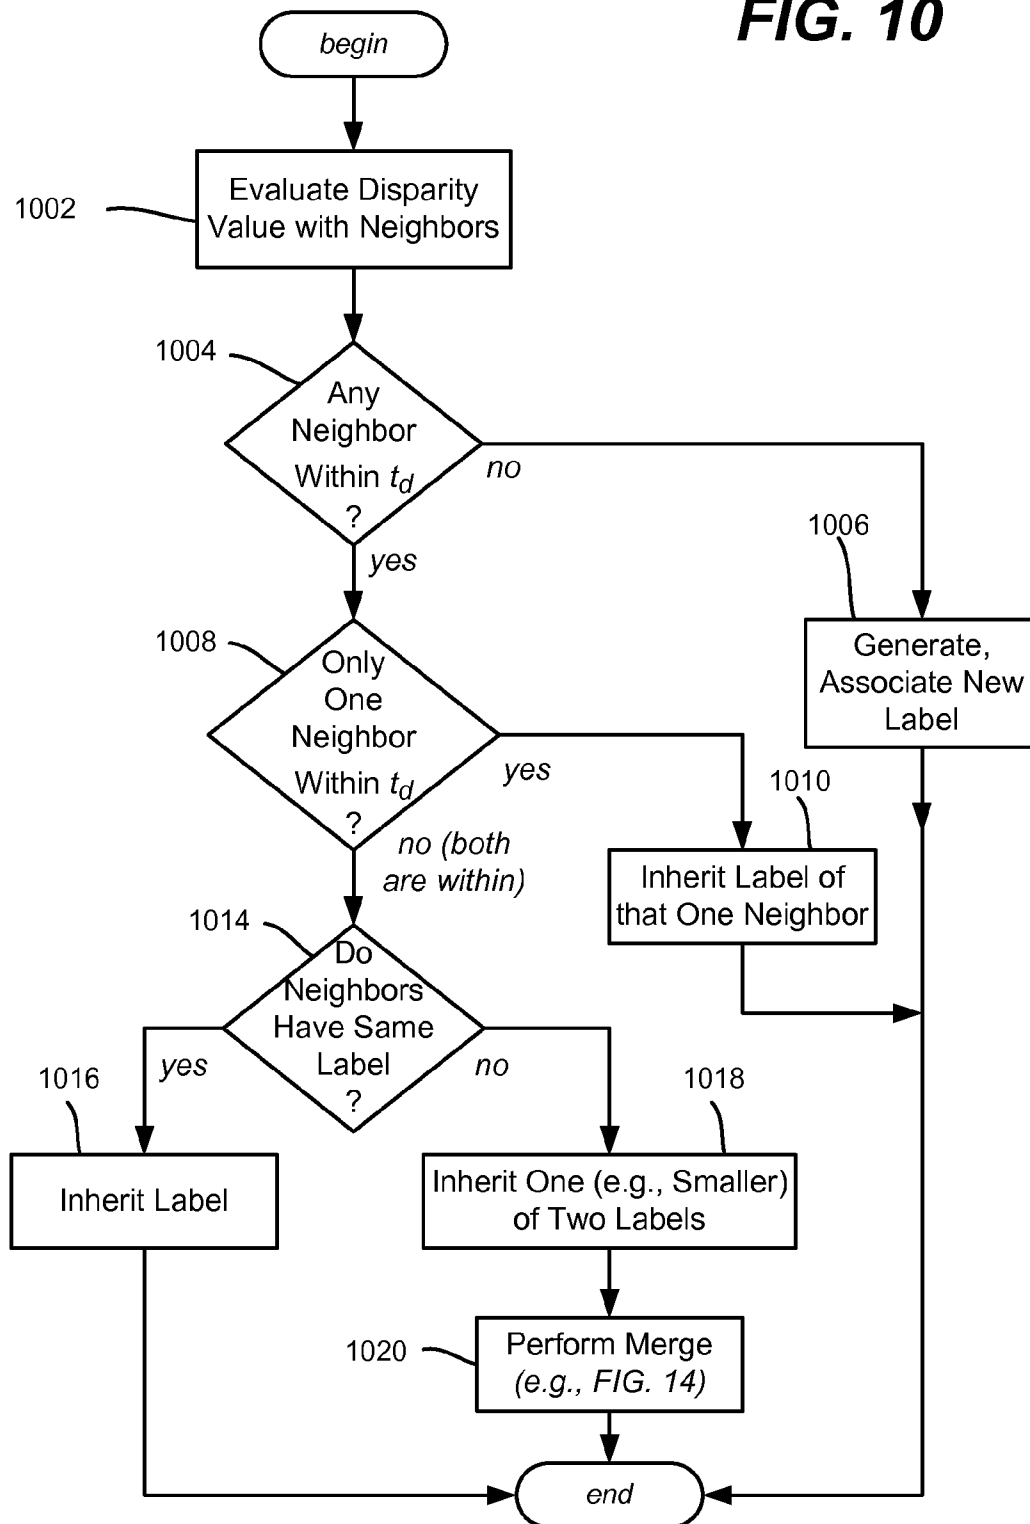 FIG. 10
begin
1002
Evaluate Disparity
Value with Neighbors
1004
Any
Neighbor
Within td
?
no
yes
1006
Generate,
Associate New
Label
1008
Only
One
Neighbor
Within td
?
yes
no (both
are within)
1010
Inherit Label of
that One Neighbor
1014
Do
Neighbors
Have Same
Label
?
yes
no
1016
Inherit Label
1018
Inherit One (e.g., Smaller)
of Two Labels
1020
Perform Merge
(e.g., FIG. 14)
end